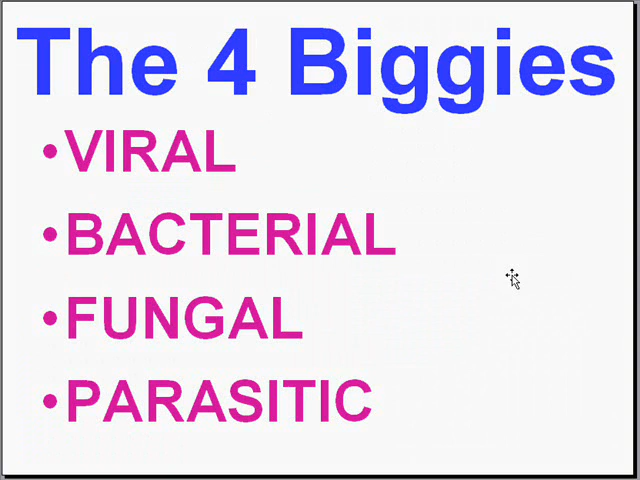 The 4 Biggies
•VIRAL
•BACTERIAL
•FUNGAL
•PARASITIC